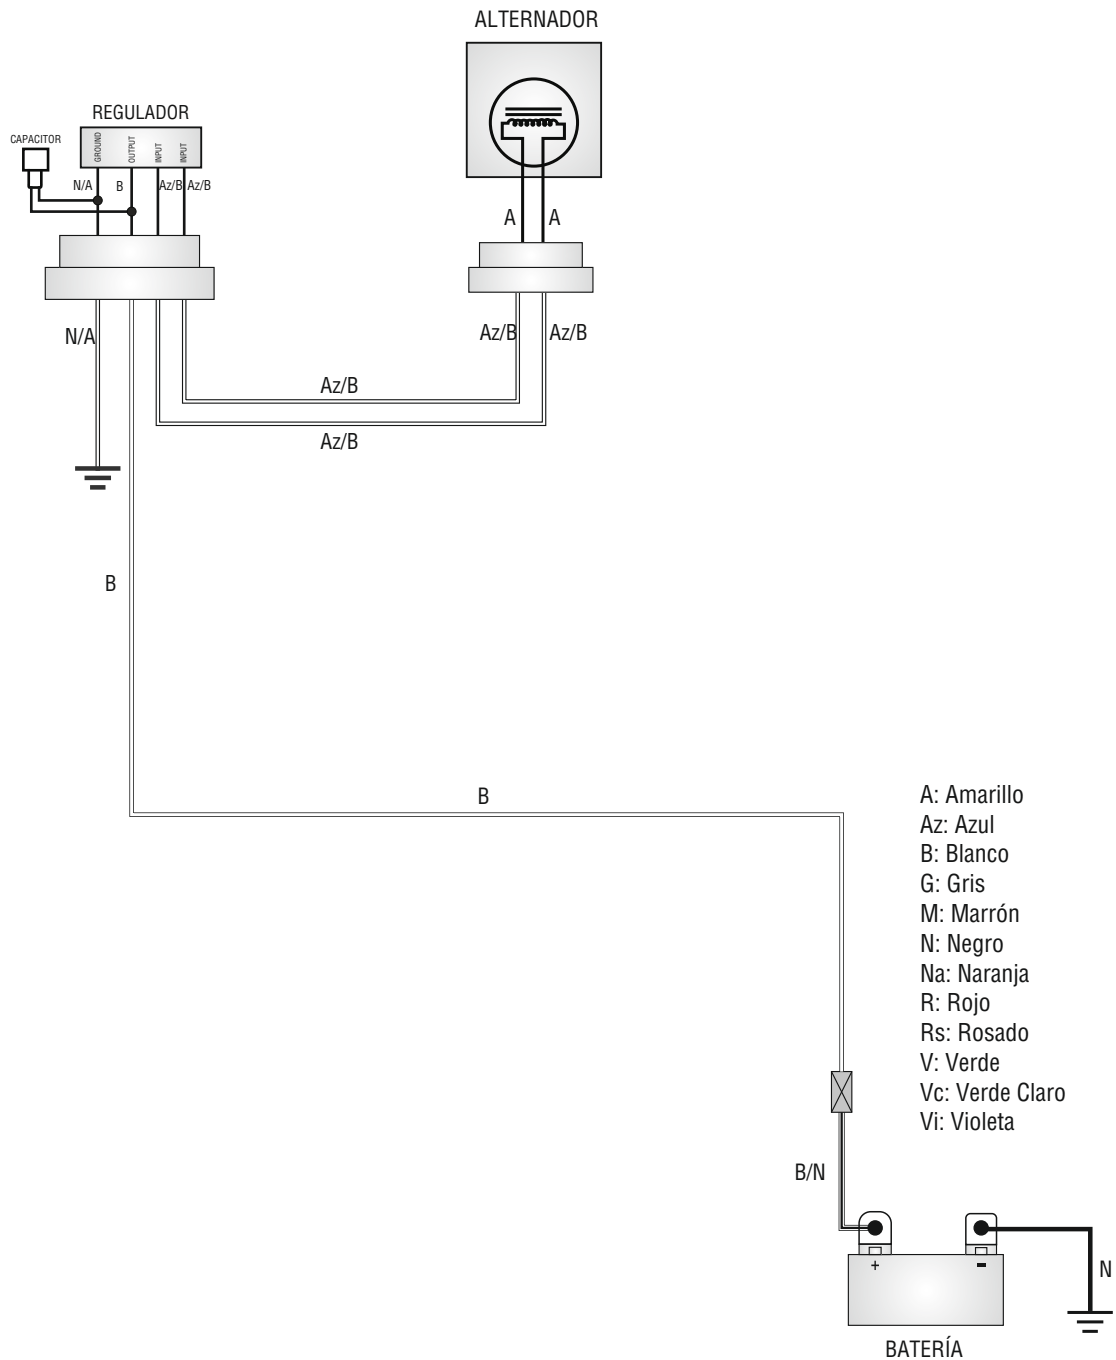 ALTERNADOR
REGULADOR
CAPACITOR
GROUND
OUTPUT
INPUT
INPUT
N/A
B
Az/B
Az/B
A
A
N/A
Az/B
Az/B
Az/B
Az/B
B
B
A: Amarillo
Az: Azul
B: Blanco
G: Gris
M: Marrón
N: Negro
Na: Naranja
R: Rojo
Rs: Rosado
V: Verde
Vc: Verde Claro
Vi: Violeta
B/N
+
-
N
BATERÍA